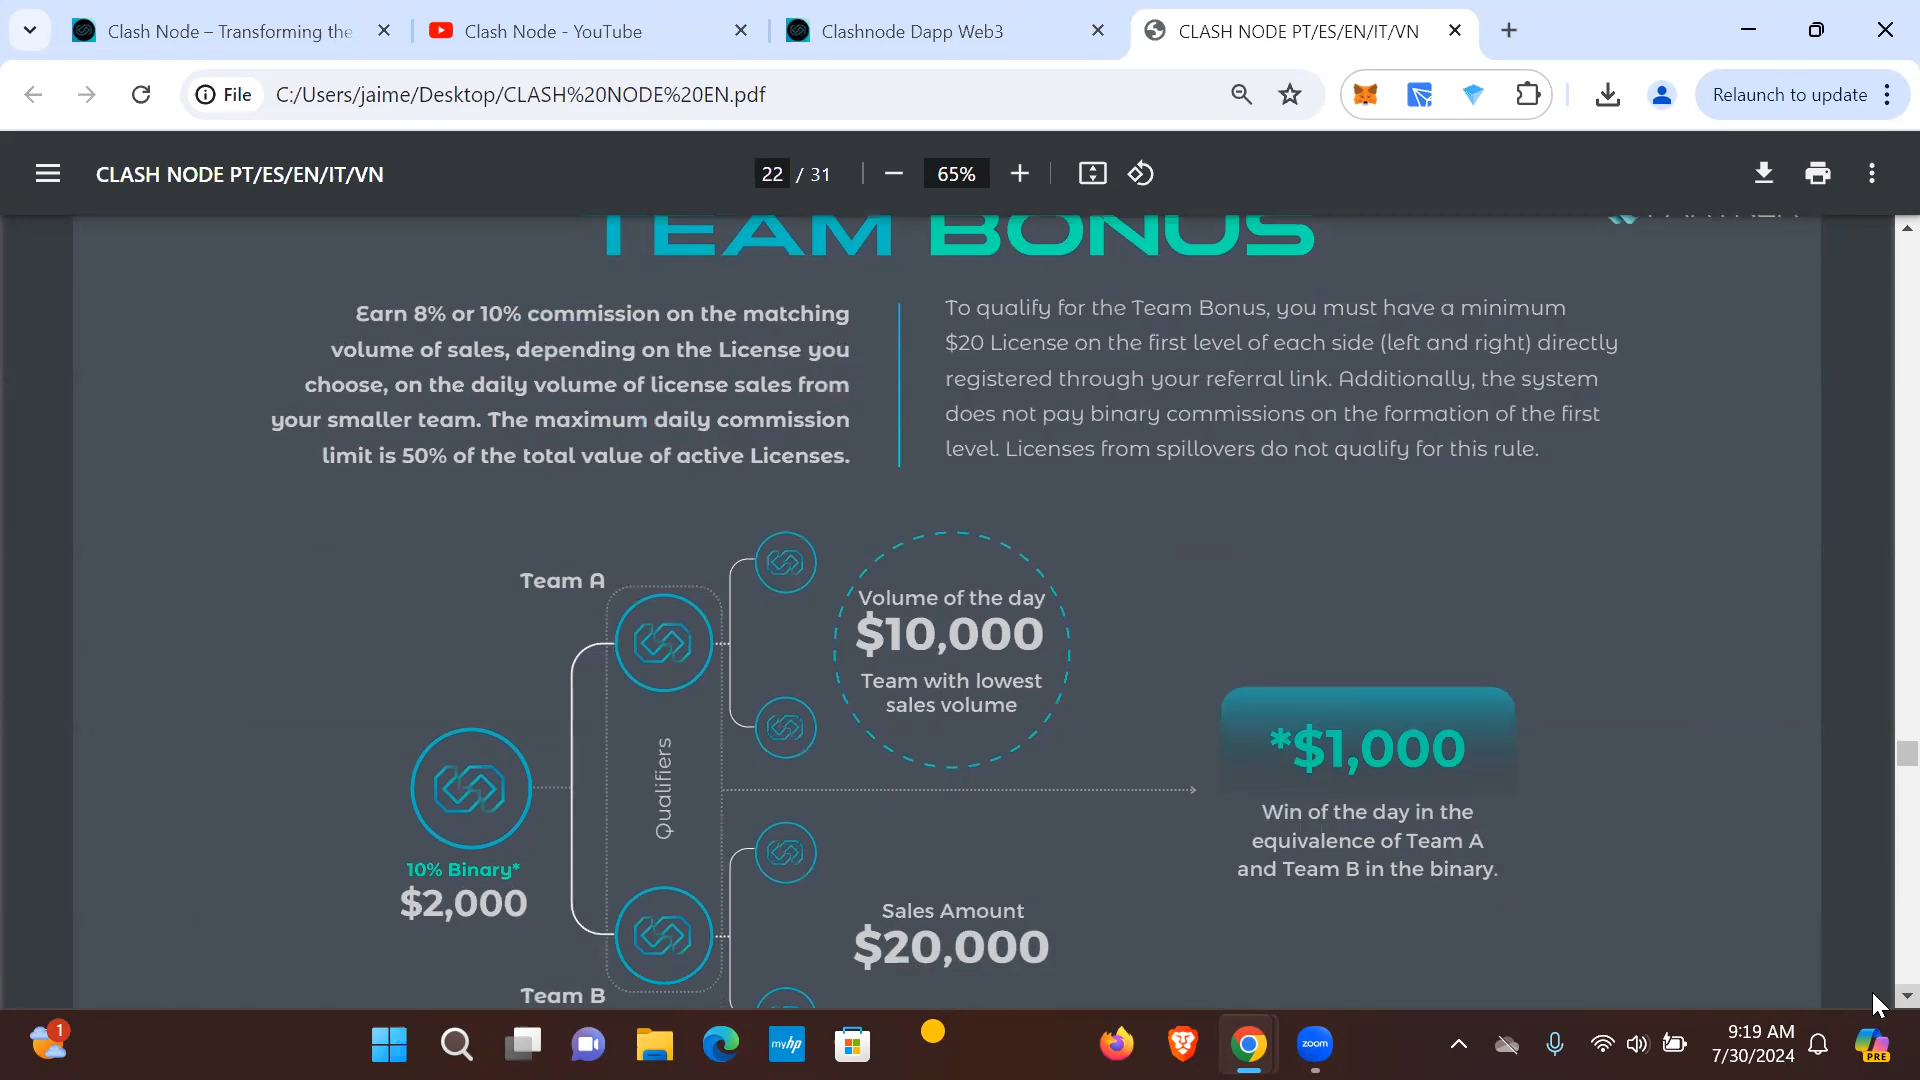 Clash Node – Transforming the
Clash Node - YouTube
Clashnode Dapp Web3
CLASH NODE PT/ES/EN/IT/VN
File
C:/Users/jaime/Desktop/CLASH%20NODE%20EN.pdf
Relaunch to update
CLASH NODE PT/ES/EN/IT/VN
22 / 31
65%
TEAM BONUS
Earn 8% or 10% commission on the matching
volume of sales, depending on the License you
choose, on the daily volume of license sales from
your smaller team. The maximum daily commission
limit is 50% of the total value of active Licenses.
To qualify for the Team Bonus, you must have a minimum
$20 License on the first level of each side (left and right) directly
registered through your referral link. Additionally, the system
does not pay binary commissions on the formation of the first
level. Licenses from spillovers do not qualify for this rule.
Team A
Volume of the day
$10,000
Team with lowest
sales volume
Qualifiers
*$1,000
Win of the day in the
equivalence of Team A
and Team B in the binary.
10% Binary*
$2,000
Sales Amount
$20,000
Team B
1
myhp
zoom
9:19 AM
7/30/2024
PRE